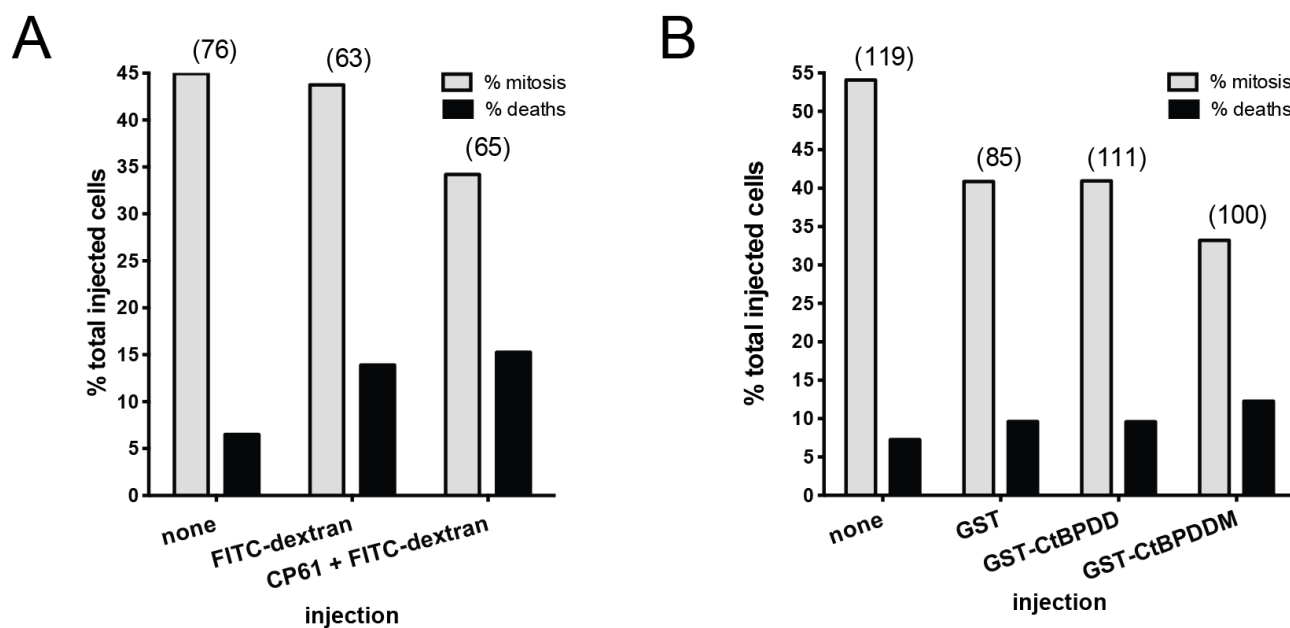 A
(76)
(63)
(65)
% mitosis
% deaths
45
40
35
30
25
20
15
10
5
0
% total injected cells
none
FITC-dextran
CP61 + FITC-dextran
injection
B
(119)
(85)
(111)
(100)
% mitosis
% deaths
55
50
45
40
35
30
25
20
15
10
5
0
% total injected cells
none
GST
GST-CtBPDD
GST-CtBPDDM
injection